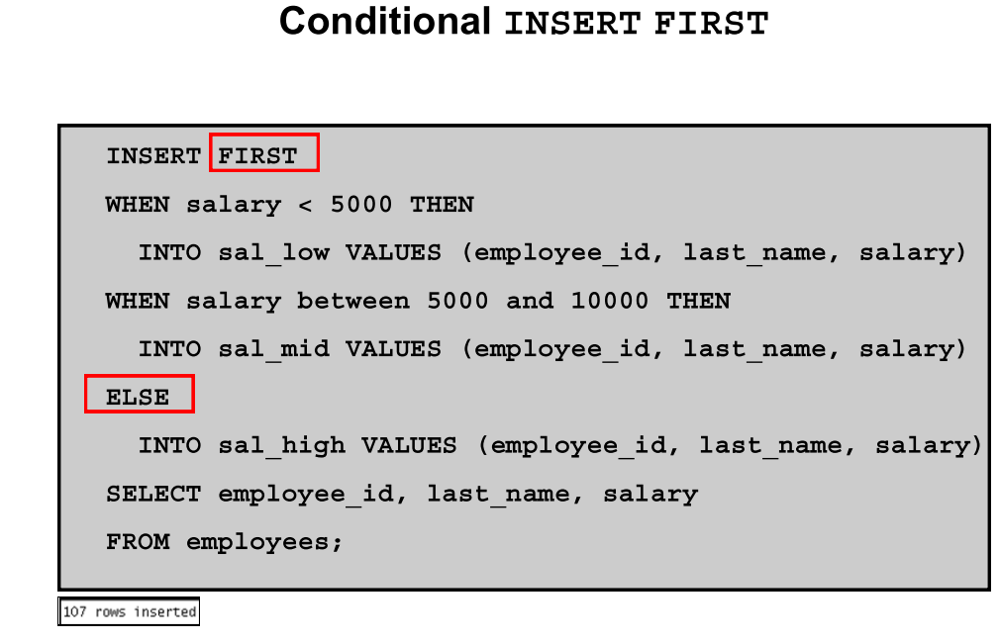 Conditional INSERT FIRST
INSERT FIRST
WHEN salary < 5000 THEN
INTO sal_low VALUES (employee_id, last_name, salary)
WHEN salary between 5000 and 10000 THEN
INTO sal_mid VALUES (employee_id, last_name, salary)
ELSE
INTO sal_high VALUES (employee_id, last_name, salary)
SELECT employee_id, last_name, salary
FROM employees;
107 rows inserted